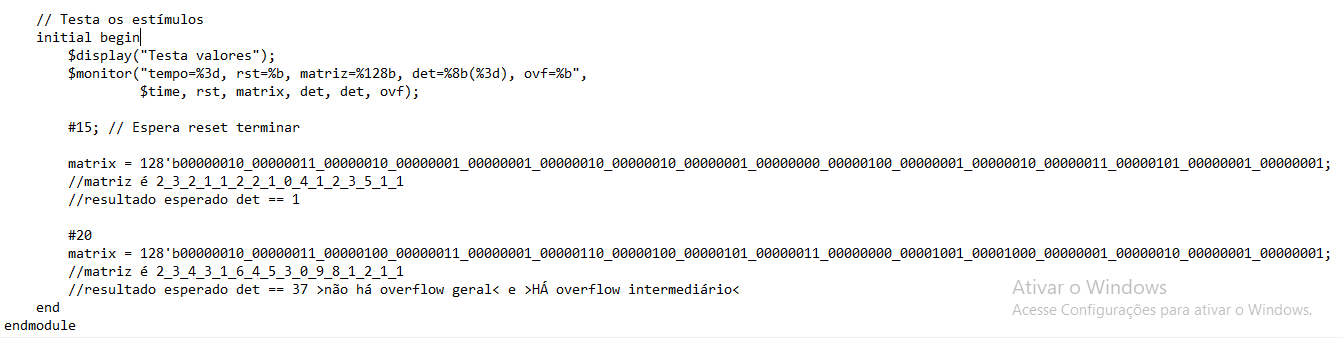 // Testa os estímulos
initial begin
$display("Testa valores");
$monitor("tempo=%3d, rst=%b, matriz=%128b, det=%8b(%3d), ovf=%b",
$time, rst, matrix, det, det, ovf);
#15; // Espera reset terminar
matrix = 128'b00000010_00000011_00000010_00000001_00000001_00000010_00000010_00000001_00000000_00000100_00000001_00000010_00000011_00000101_00000001_00000001;
//matriz é 2_3_2_1_1_2_2_1_0_4_1_2_3_5_1_1
//resultado esperado det == 1
#20
matrix = 128'b00000010_00000011_00000100_00000011_00000001_00000110_00000100_00000101_00000011_00000000_00001001_00001000_00000001_00000010_00000001_00000001;
//matriz é 2_3_4_3_1_6_4_5_3_0_9_8_1_2_1_1
//resultado esperado det == 37 >não há overflow geral< e >HÁ overflow intermediário<
end
endmodule
Ativar o Windows
Acesse Configurações para ativar o Windows.